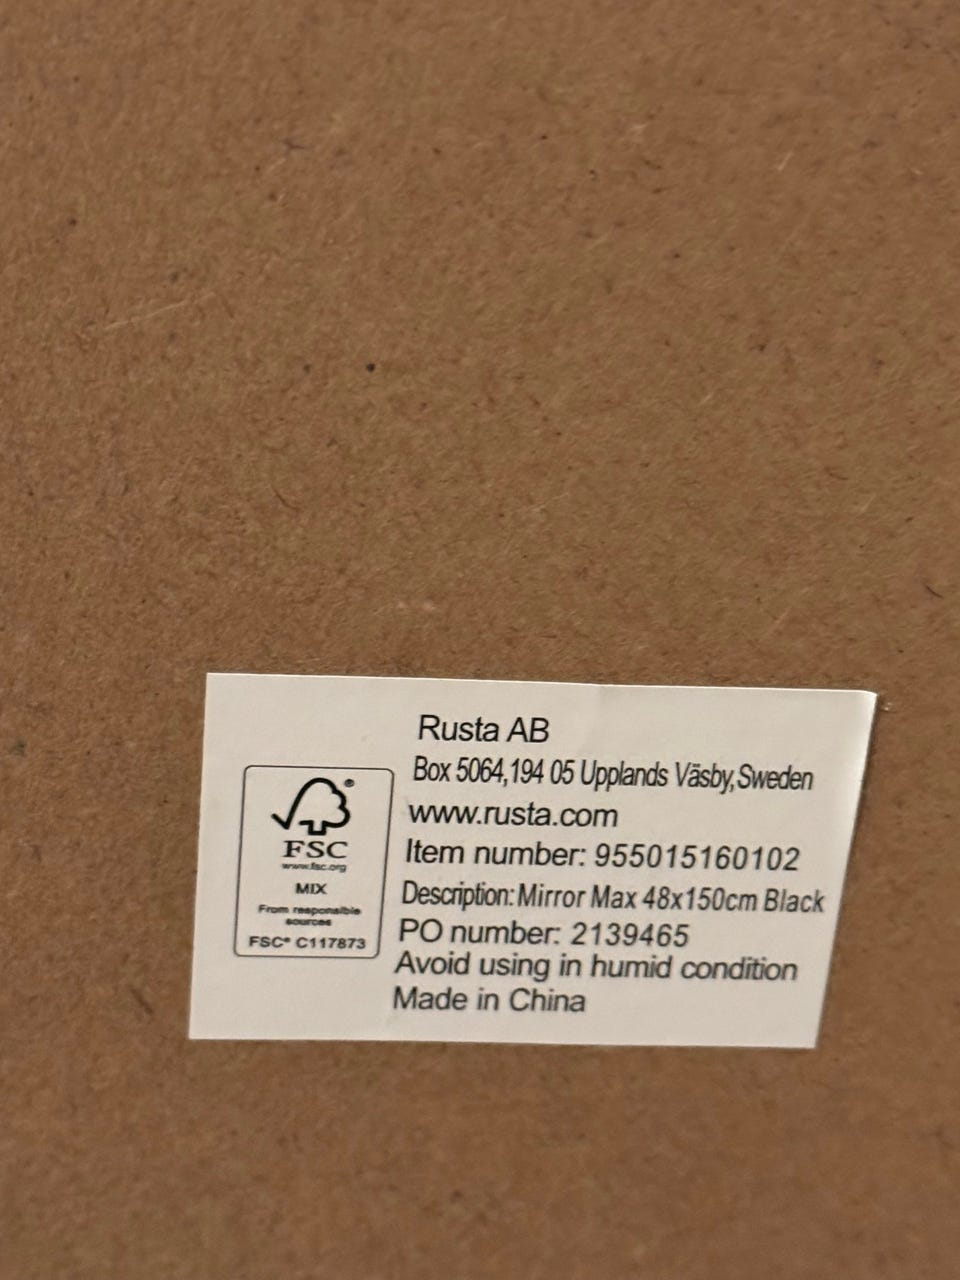 Rusta AB
Box 5064,194 05 Upplands Väsby,Sweden
www.rusta.com
Item number: 955015160102
Description: Mirror Max 48x150cm Black
PO number: 2139465
Avoid using in humid condition
Made in China
®
FSC
www.fsc.org
MIX
From responsible
sources
FSC® C117873